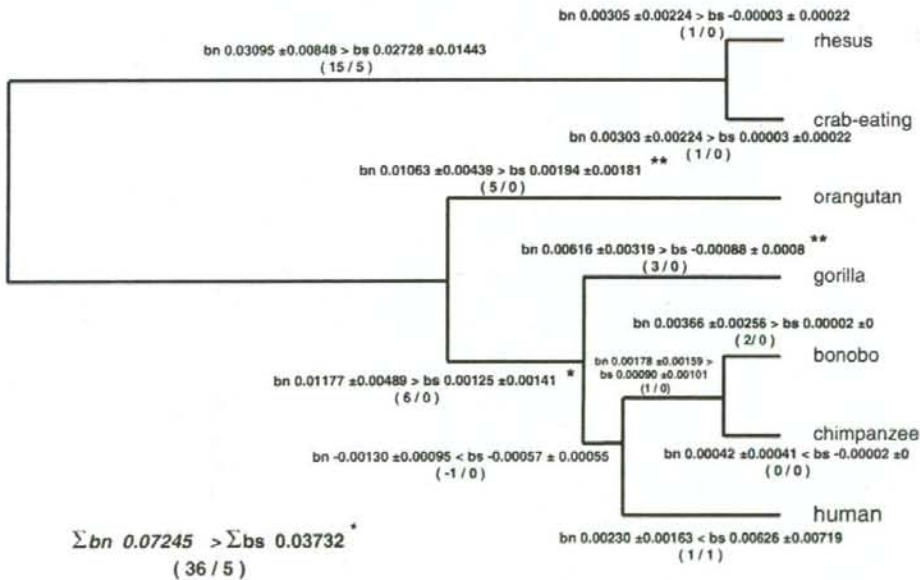 bn 0.00305 ±0.00224 > bs -0.00003 ± 0.00022
( 1 / 0 )
rhesus
bn 0.03095 ±0.00848 > bs 0.02728 ±0.01443
( 15 / 5 )
crab-eating
bn 0.00303 ±0.00224 > bs 0.00003 ±0.00022
( 1 / 0 )
bn 0.01063 ±0.00439 > bs 0.00194 ±0.00181 **
( 5 / 0 )
orangutan
bn 0.00616 ±0.00319 > bs -0.00088 ± 0.0008 **
( 3 / 0 )
gorilla
bn 0.00366 ±0.00256 > bs 0.00002 ±0
( 2/ 0 )
bonobo
bn 0.00178 ±0.00159 >
bs 0.00090 ±0.00101
(1 / 0)
bn 0.01177 ±0.00489 > bs 0.00125 ±0.00141 *
( 6 / 0 )
chimpanzee
bn 0.00042 ±0.00041 < bs -0.00002 ±0
( 0 / 0 )
bn -0.00130 ±0.00095 < bs -0.00057 ± 0.00055
( -1 / 0 )
human
bn 0.00230 ±0.00163 < bs 0.00626 ±0.00719
( 1 / 1 )
Σbn 0.07245 > Σbs 0.03732 *
( 36 / 5 )